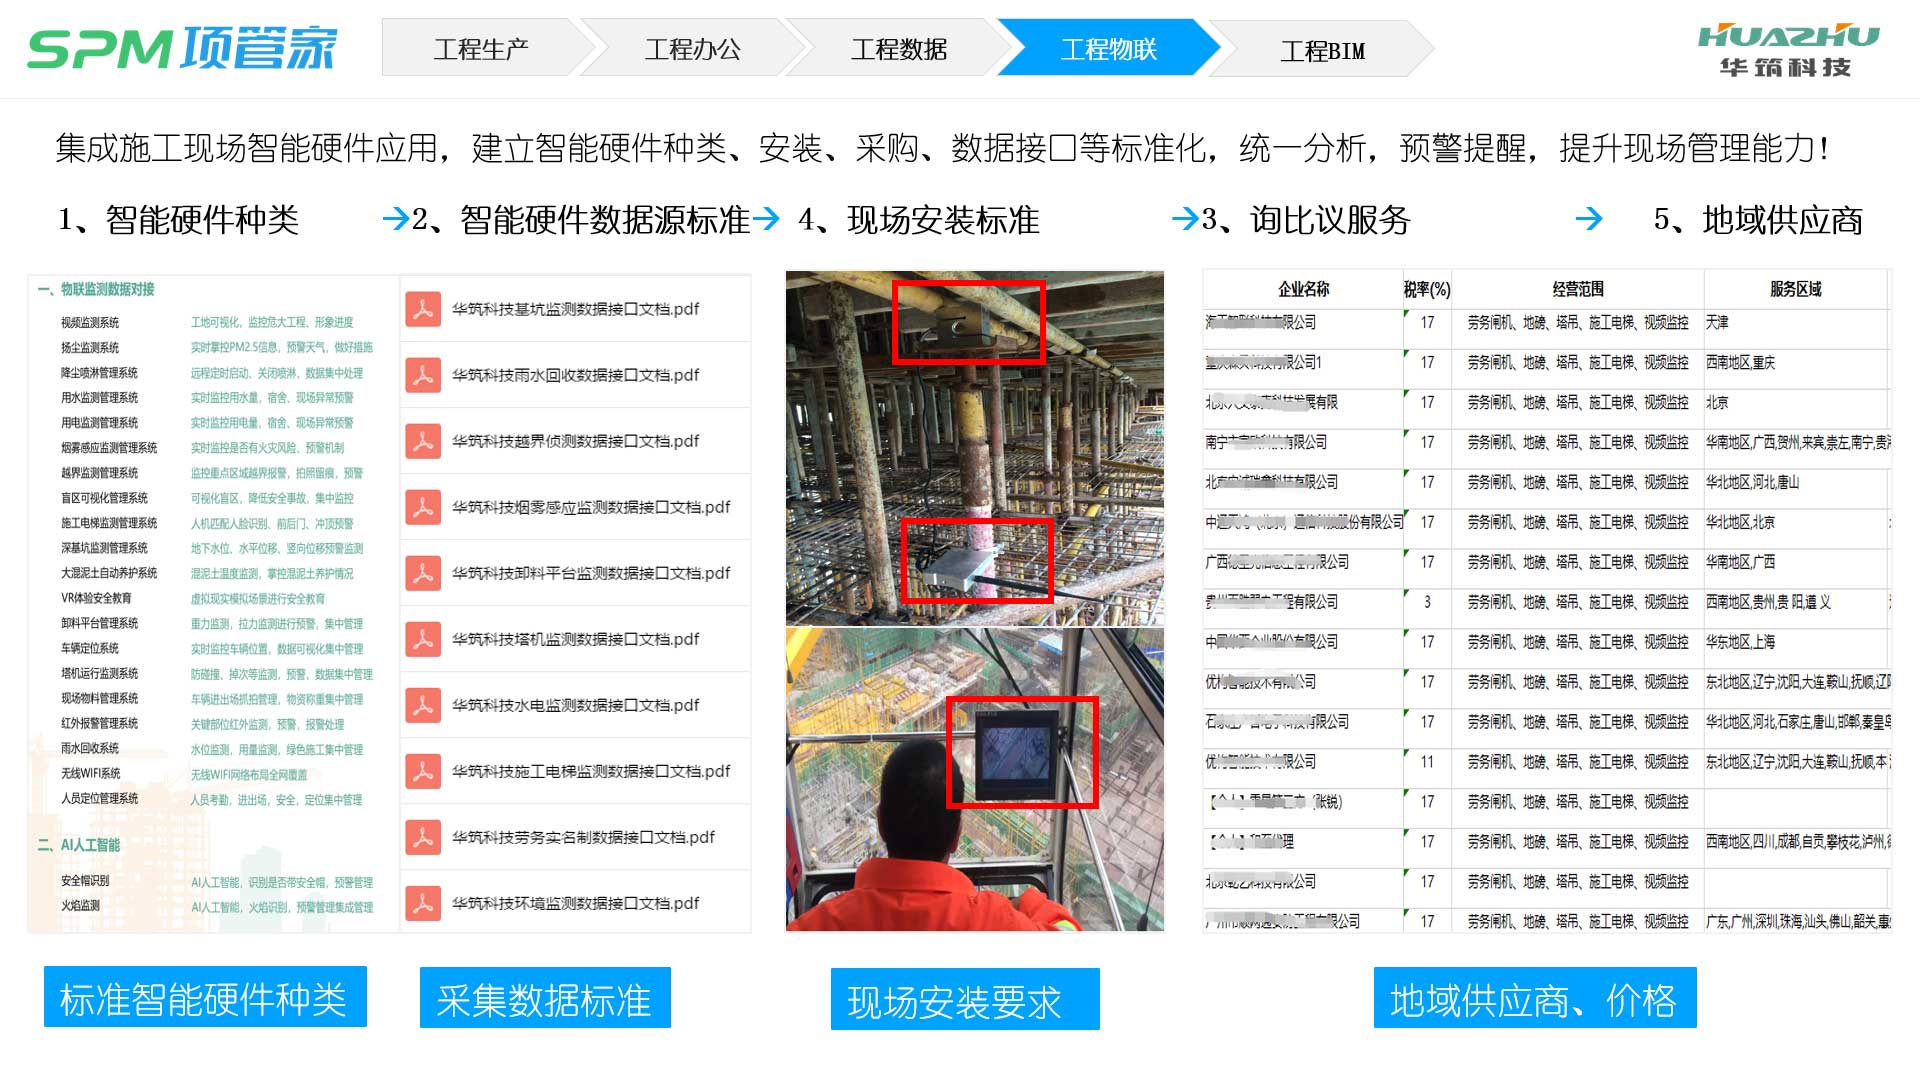 SPM项管家
工程生产
工程办公
工程数据
工程物联
工程BIM
HUAZHU
华筑科技
集成施工现场智能硬件应用，建立智能硬件种类、安装、采购、数据接口等标准化，统一分析，预警提醒，提升现场管理能力！
1、智能硬件种类
2、智能硬件数据源标准
4、现场安装标准
3、询比议服务
5、地域供应商
一、物联监测数据对接
视频监测系统 工地可视化，监控危大工程、形象进度
扬尘监测系统 实时掌控PM2.5信息，预警天气，做好措施
降尘喷淋管理系统 远程定时启动、关闭喷淋，数据集中处理
用水监测管理系统 实时监控用水量，宿舍、现场异常预警
用电监测管理系统 实时监控用电量，宿舍、现场异常预警
烟雾感应监测管理系统 实时监控是否有火灾风险、预警机制
越界监测管理系统 监控重点区域越界报警，拍照留痕，预警
盲区可视化管理系统 可视化盲区，降低安全事故，集中监控
施工电梯监测管理系统 人机匹配人脸识别、前后门、冲顶预警
深基坑监测管理系统 地下水位、水平位移、竖向位移预警监测
大混泥土自动养护系统 混泥土温度监测，掌控混泥土养护情况
VR体验安全教育 虚拟现实模拟场景进行安全教育
卸料平台管理系统 重力监测，拉力监测进行预警，集中管理
车辆定位系统 实时监控车辆位置，数据可视化集中管理
塔机运行监测系统 防碰撞、掉次等监测，预警，数据集中管理
现场物料管理系统 车辆进出场抓拍管理，物资称重集中管理
红外报警管理系统 关键部位红外监测，预警，报警处理
雨水回收系统 水位监测，用量监测，绿色施工集中管理
无线WIFI系统 无线WIFI网络布局全网覆盖
人员定位管理系统 人员考勤，进出场，安全，定位集中管理
二、AI人工智能
安全帽识别 AI人工智能，识别是否带安全帽，预警管理
火焰监测 AI人工智能，火焰识别，预警管理集成管理
华筑科技基坑监测数据接口文档.pdf
华筑科技雨水回收数据接口文档.pdf
华筑科技越界侦测数据接口文档.pdf
华筑科技烟雾感应监测数据接口文档.pdf
华筑科技卸料平台监测数据接口文档.pdf
华筑科技塔机监测数据接口文档.pdf
华筑科技水电监测数据接口文档.pdf
华筑科技施工电梯监测数据接口文档.pdf
华筑科技劳务实名制数据接口文档.pdf
华筑科技环境监测数据接口文档.pdf
企业名称 税率(%) 经营范围 服务区域
限公司 17 劳务闸机、地磅、塔吊、施工电梯、视频监控 天津
限公司1 17 劳务闸机、地磅、塔吊、施工电梯、视频监控 西南地区,重庆
展有限 17 劳务闸机、地磅、塔吊、施工电梯、视频监控 北京
南宁 有限公司 17 劳务闸机、地磅、塔吊、施工电梯、视频监控 华南地区,广西,贺州,来宾,崇左,南宁,贵
北京 有限公司 17 劳务闸机、地磅、塔吊、施工电梯、视频监控 华北地区,河北,唐山
股份有限公司 17 劳务闸机、地磅、塔吊、施工电梯、视频监控 华北地区,北京
广西 有限公司 17 劳务闸机、地磅、塔吊、施工电梯、视频监控 华南地区,广西
程有限公司 3 劳务闸机、地磅、塔吊、施工电梯、视频监控 西南地区,贵州,贵 阳,遵 义
有限公司 17 劳务闸机、地磅、塔吊、施工电梯、视频监控 华东地区,上海
公司 17 劳务闸机、地磅、塔吊、施工电梯、视频监控 东北地区,辽宁,沈阳,大连,鞍山,抚顺,辽阳
有限公司 17 劳务闸机、地磅、塔吊、施工电梯、视频监控 华北地区,河北,石家庄,唐山,邯郸,秦皇岛
限公司 11 劳务闸机、地磅、塔吊、施工电梯、视频监控 东北地区,辽宁,沈阳,大连,鞍山,抚顺,本
(张锐) 17 劳务闸机、地磅、塔吊、施工电梯、视频监控
代理 17 劳务闸机、地磅、塔吊、施工电梯、视频监控 西南地区,四川,成都,自贡,攀枝花,泸州,
限公司 17 劳务闸机、地磅、塔吊、施工电梯、视频监控
限公司 17 劳务闸机、地磅、塔吊、施工电梯、视频监控 广东,广州,深圳,珠海,汕头,佛山,韶关,惠
标准智能硬件种类
采集数据标准
现场安装要求
地域供应商、价格